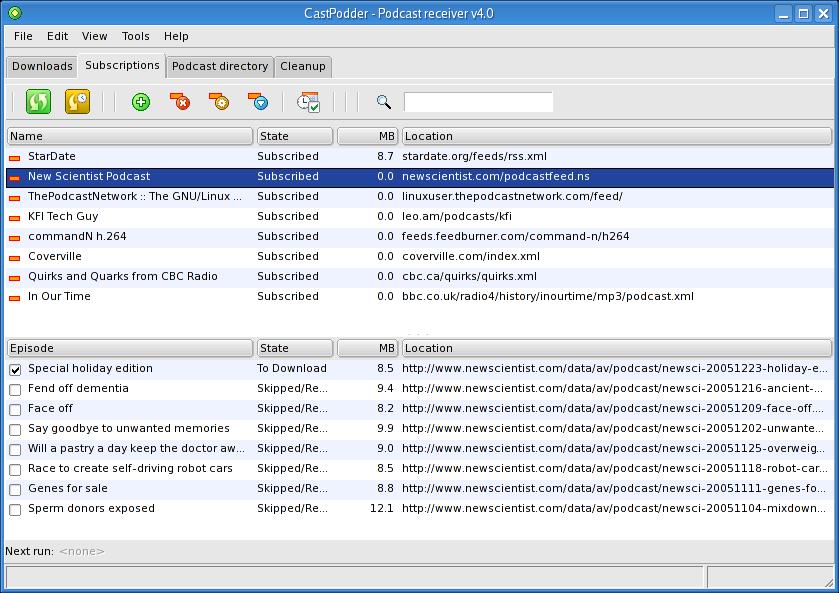 CastPodder - Podcast receiver v4.0
File Edit View Tools Help
Downloads Subscriptions Podcast directory Cleanup
Name State MB Location
StarDate Subscribed 8.7 stardate.org/feeds/rss.xml
New Scientist Podcast Subscribed 0.0 newscientist.com/podcastfeed.ns
ThePodcastNetwork :: The GNU/Linux ... Subscribed 0.0 linuxuser.thepodcastnetwork.com/feed/
KFI Tech Guy Subscribed 0.0 leo.am/podcasts/kfi
commandN h.264 Subscribed 0.0 feeds.feedburner.com/command-n/h264
Coverville Subscribed 0.0 coverville.com/index.xml
Quirks and Quarks from CBC Radio Subscribed 0.0 cbc.ca/quirks/quirks.xml
In Our Time Subscribed 0.0 bbc.co.uk/radio4/history/inourtime/mp3/podcast.xml
Episode State MB Location
Special holiday edition To Download 8.5 http://www.newscientist.com/data/av/podcast/newsci-20051223-holiday-e...
Fend off dementia Skipped/Re... 9.4 http://www.newscientist.com/data/av/podcast/newsci-20051216-ancient-...
Face off Skipped/Re... 8.2 http://www.newscientist.com/data/av/podcast/newsci-20051209-face-off....
Say goodbye to unwanted memories Skipped/Re... 9.9 http://www.newscientist.com/data/av/podcast/newsci-20051202-unwante...
Will a pastry a day keep the doctor aw... Skipped/Re... 9.0 http://www.newscientist.com/data/av/podcast/newsci-20051125-overweig...
Race to create self-driving robot cars Skipped/Re... 8.5 http://www.newscientist.com/data/av/podcast/newsci-20051118-robot-car...
Genes for sale Skipped/Re... 8.8 http://www.newscientist.com/data/av/podcast/newsci-20051111-genes-fo...
Sperm donors exposed Skipped/Re... 12.1 http://www.newscientist.com/data/av/podcast/newsci-20051104-mixdown...
Next run: <none>